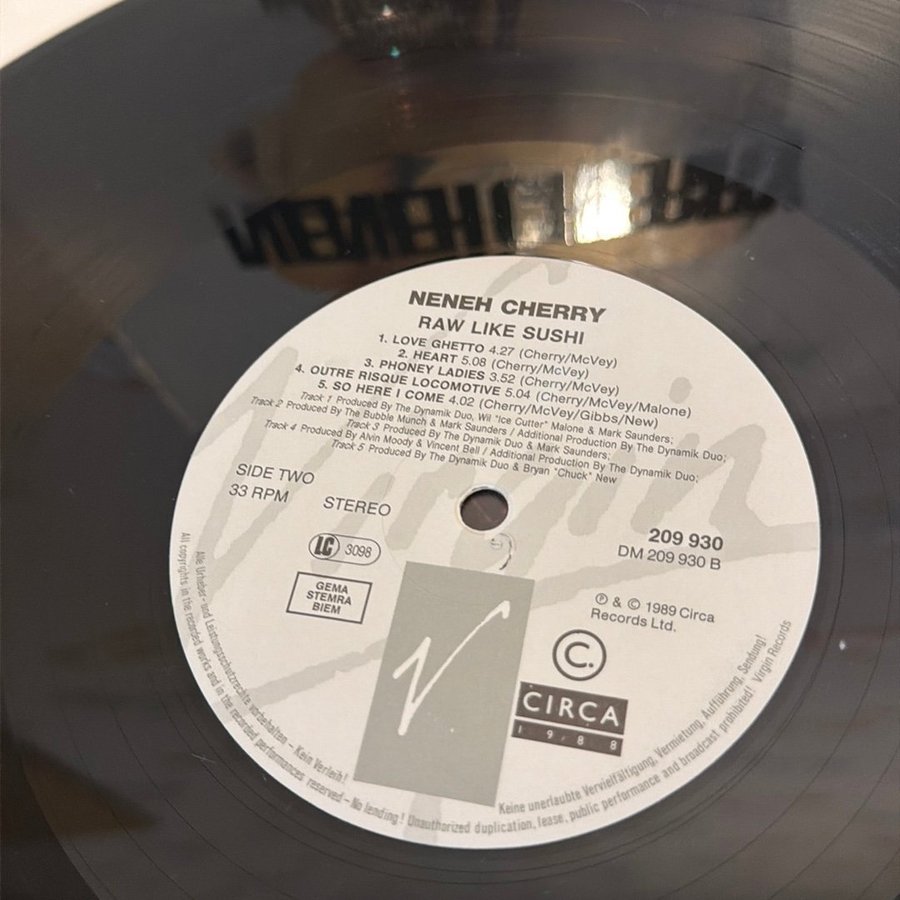 NENEH CHERRY
RAW LIKE SUSHI
1. LOVE GHETTO 4.27 (Cherry/McVey)
2. HEART 5.08 (Cherry/McVey)
3. PHONEY LADIES 3.52 (Cherry/McVey)
4. OUTRE RISQUE LOCOMOTIVE 5.04 (Cherry/McVey/Malone)
5. SO HERE I COME 4.02 (Cherry/McVey/Gibbs/New)
Track 1 Produced By The Dynamik Duo, Wil "Ice Cutter" Malone & Mark Saunders;
Track 2 Produced By The Bubble Munch & Mark Saunders / Additional Production By The Dynamik Duo;
Track 3 Produced By The Dynamik Duo & Mark Saunders;
Track 4 Produced By Alvin Moody & Vincent Bell / Additional Production By The Dynamik Duo;
Track 5 Produced By The Dynamik Duo & Bryan "Chuck" New
SIDE TWO
33 RPM
STEREO
LC 3098
GEMA
STEMRA
BIEM
209 930
DM 209 930 B
℗ & © 1989 Circa
Records Ltd.
C.
CIRCA
1988
V
Virgin
Alle Urheber- und Leistungsschutzrechte vorbehalten – Kein Verleih! Keine unerlaubte Vervielfältigung, Vermietung, Aufführung, Sendung!
All copyrights in the recorded works and in the recorded performances reserved – No lending! Unauthorized duplication, lease, public performance and broadcast prohibited! Virgin Records